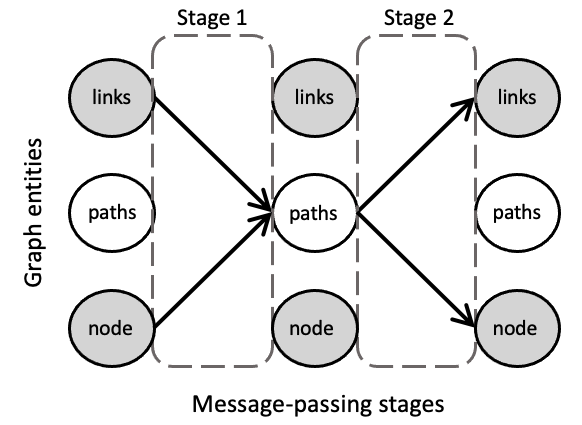 Stage 1
Stage 2
links
links
links
paths
paths
paths
node
node
node
Graph entities
Message-passing stages